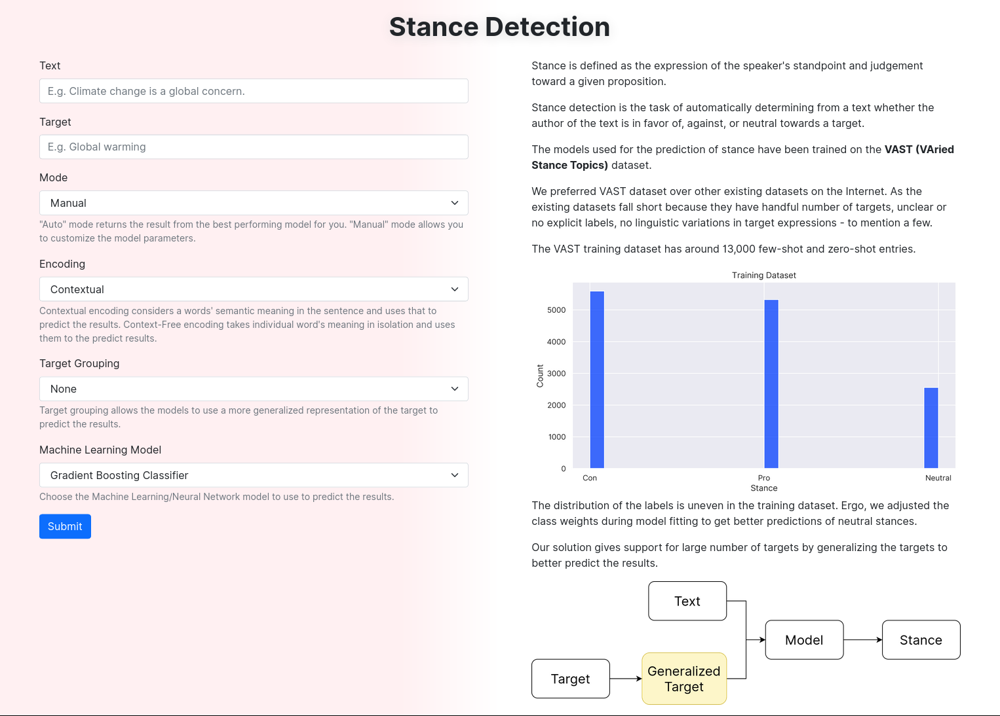 Stance Detection
Text
E.g. Climate change is a global concern.
Target
E.g. Global warming
Mode
Manual
"Auto" mode returns the result from the best performing model for you. "Manual" mode allows you
to customize the model parameters.
Encoding
Contextual
Contextual encoding considers a words' semantic meaning in the sentence and uses that to
predict the results. Context-Free encoding takes individual word's meaning in isolation and uses
them to the predict results.
Target Grouping
None
Target grouping allows the models to use a more generalized representation of the target to
predict the results.
Machine Learning Model
Gradient Boosting Classifier
Choose the Machine Learning/Neural Network model to use to predict the results.
Submit
Stance is defined as the expression of the speaker's standpoint and judgement
toward a given proposition.
Stance detection is the task of automatically determining from a text whether the
author of the text is in favor of, against, or neutral towards a target.
The models used for the prediction of stance have been trained on the VAST (VAried
Stance Topics) dataset.
We preferred VAST dataset over other existing datasets on the Internet. As the
existing datasets fall short because they have handful number of targets, unclear or
no explicit labels, no linguistic variations in target expressions - to mention a few.
The VAST training dataset has around 13,000 few-shot and zero-shot entries.
Training Dataset
5000
4000
3000
2000
1000
0
Count
Con Pro Neutral
Stance
The distribution of the labels is uneven in the training dataset. Ergo, we adjusted the
class weights during model fitting to get better predictions of neutral stances.
Our solution gives support for large number of targets by generalizing the targets to
better predict the results.
Text
Model
Stance
Target
Generalized
Target